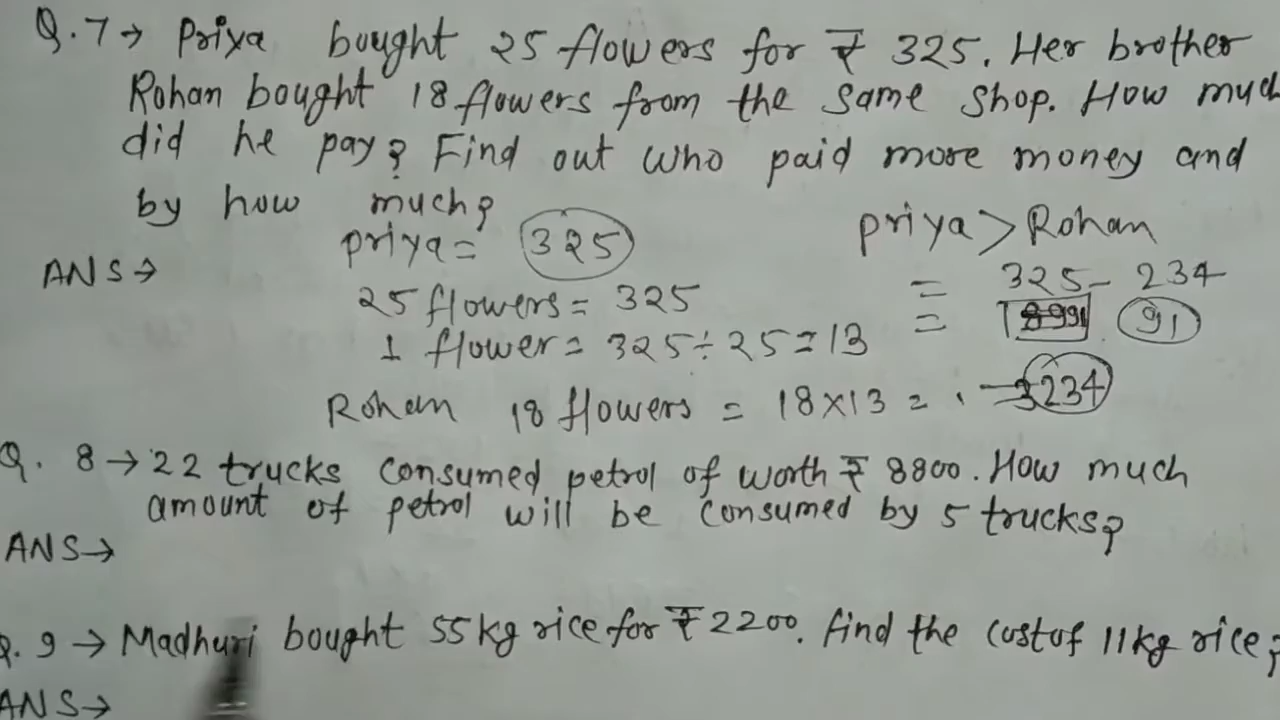 Q.7→ Priya bought 25 flowers for ₹ 325. Her brother
Rohan bought 18 flowers from the same shop. How much
did he pay? Find out who paid more money and
by how much?
ANS→
priya = 325
25 flowers = 325
1 flower = 325÷25=13
Rohan 18 flowers = 18×13 = 234
priya > Rohan
= 325- 234
= 91
Q. 8→22 trucks consumed petrol of worth ₹ 8800. How much
amount of petrol will be consumed by 5 trucks?
ANS→
Q. 9→ Madhuri bought 55kg rice for ₹2200. find the cost of 11kg rice?
ANS→